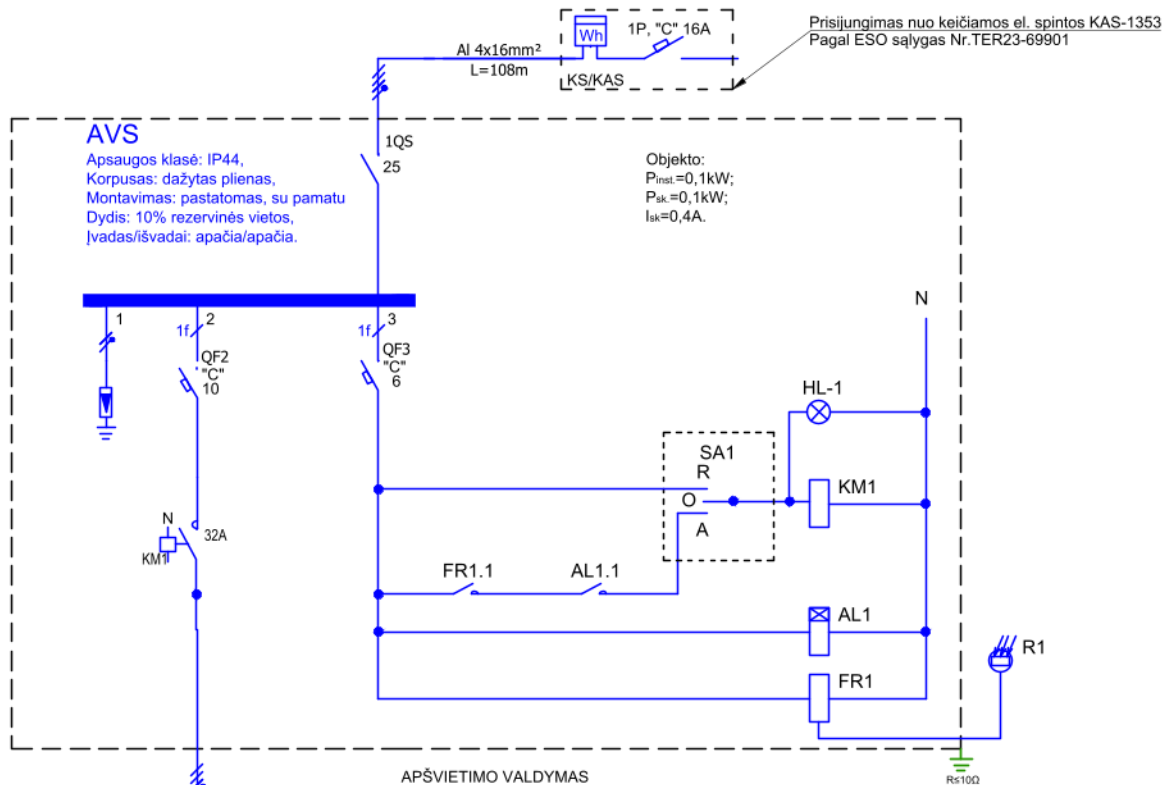 1P, "C" 16A
Wh
Al 4x16mm²
L=108m
KS/KAS
Prisijungimas nuo keičiamos el. spintos KAS-1353
Pagal ESO sąlygas Nr.TER23-69901
AVS
Apsaugos klasė: IP44,
Korpusas: dažytas plienas,
Montavimas: pastatomas, su pamatu
Dydis: 10% rezervinės vietos,
Įvadas/išvadai: apačia/apačia.
1QS
25
Objekto:
Pinst.=0,1kW;
Psk.=0,1kW;
Isk=0,4A.
1
1f
2
1f
3
N
QF2
"C"
10
QF3
"C"
6
HL-1
SA1
R
O
A
KM1
N
32A
KM1
FR1.1
AL1.1
AL1
FR1
R1
APŠVIETIMO VALDYMAS
R≤10Ω